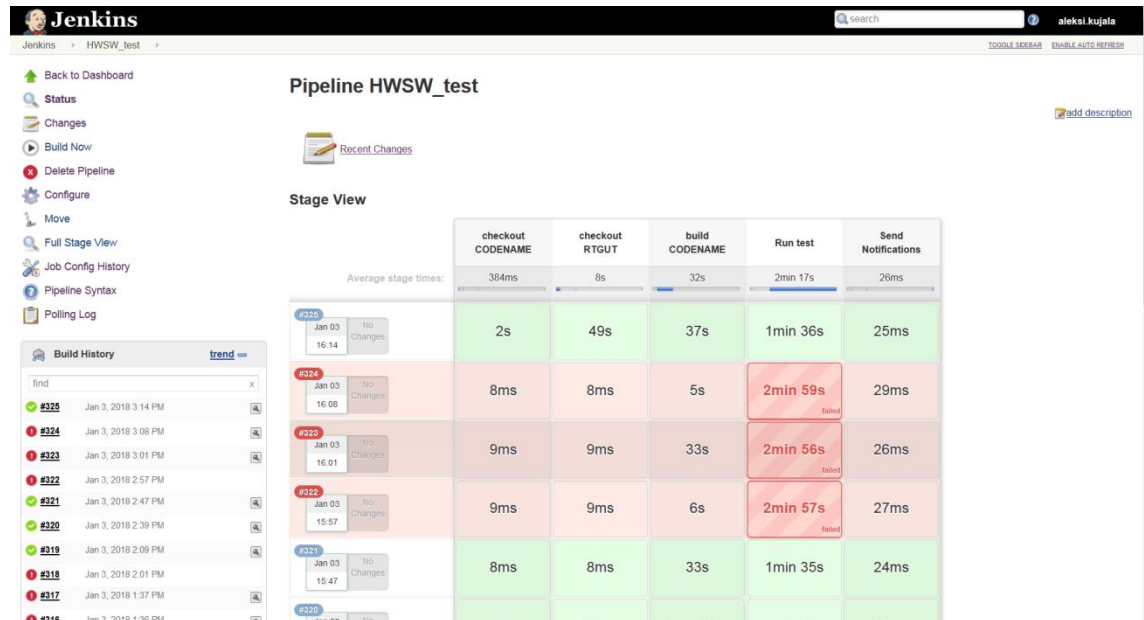 Jenkins
search
aleksi.kujala
Jenkins HWSW_test
TOGGLE SIDEBAR ENABLE AUTO REFRESH
Back to Dashboard
Status
Changes
Build Now
Delete Pipeline
Configure
Move
Full Stage View
Job Config History
Pipeline Syntax
Polling Log
Build History trend
find x
#325 Jan 3, 2018 3:14 PM
#324 Jan 3, 2018 3:08 PM
#323 Jan 3, 2018 3:01 PM
#322 Jan 3, 2018 2:57 PM
#321 Jan 3, 2018 2:47 PM
#320 Jan 3, 2018 2:39 PM
#319 Jan 3, 2018 2:09 PM
#318 Jan 3, 2018 2:01 PM
#317 Jan 3, 2018 1:37 PM
#316 Jan 3, 2018 1:36 PM
Pipeline HWSW_test
add description
Recent Changes
Stage View
checkout CODENAME
checkout RTGUT
build CODENAME
Run test
Send Notifications
Average stage times: 384ms 8s 32s 2min 17s 26ms
#325
Jan 03 No
Changes
16:14
2s 49s 37s 1min 36s 25ms
#324
Jan 03 No
Changes
16:08
8ms 8ms 5s 2min 59s 29ms
failed
#323
Jan 03 No
Changes
16:01
9ms 9ms 33s 2min 56s 26ms
failed
#322
Jan 03 No
Changes
15:57
9ms 9ms 6s 2min 57s 27ms
failed
#321
Jan 03 No
Changes
15:47
8ms 8ms 33s 1min 35s 24ms
#320